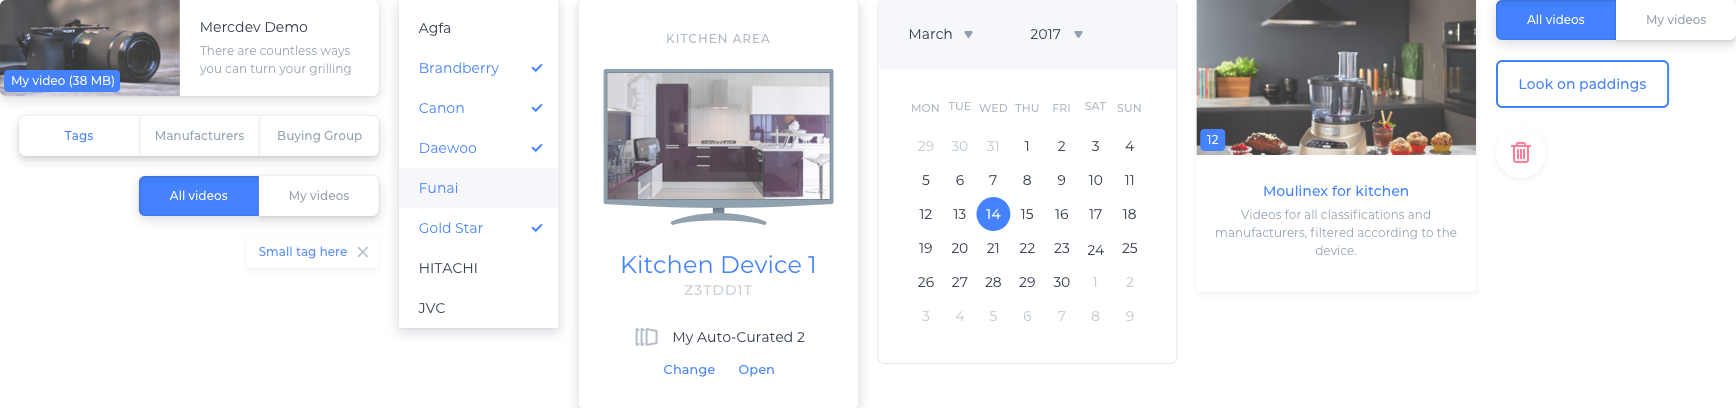 Mercdev Demo
There are countless ways
you can turn your grilling
My video (38 MB)
Tags Manufacturers Buying Group
All videos My videos
Small tag here
Agfa
Brandberry
Canon
Daewoo
Funai
Gold Star
HITACHI
JVC
KITCHEN AREA
Kitchen Device 1
Z3TDD1T
My Auto-Curated 2
Change Open
March 2017
MON TUE WED THU FRI SAT SUN
29 30 31 1 2 3 4
5 6 7 8 9 10 11
12 13 14 15 16 17 18
19 20 21 22 23 24 25
26 27 28 29 30 1 2
3 4 5 6 7 8 9
12
Moulinex for kitchen
Videos for all classifications and
manufacturers, filtered according to the
device.
All videos My videos
Look on paddings